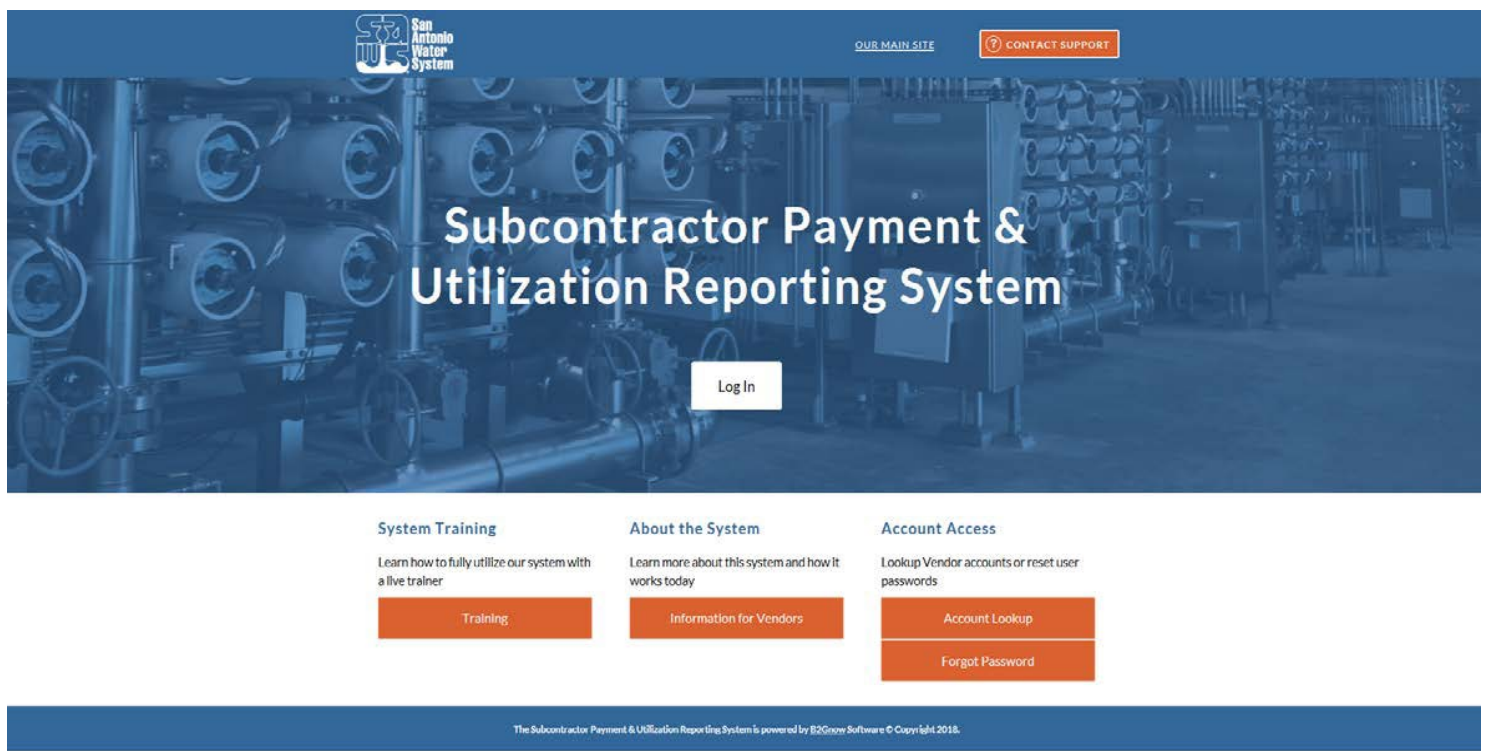 San
Antonio
Water
System
OUR MAIN SITE
? CONTACT SUPPORT
Subcontractor Payment &
Utilization Reporting System
Log In
System Training
Learn how to fully utilize our system with
a live trainer
Training
About the System
Learn more about this system and how it
works today
Information for Vendors
Account Access
Lookup Vendor accounts or reset user
passwords
Account Lookup
Forgot Password
The Subcontractor Payment & Utilization Reporting System is powered by B2Gnow Software © Copyright 2018.